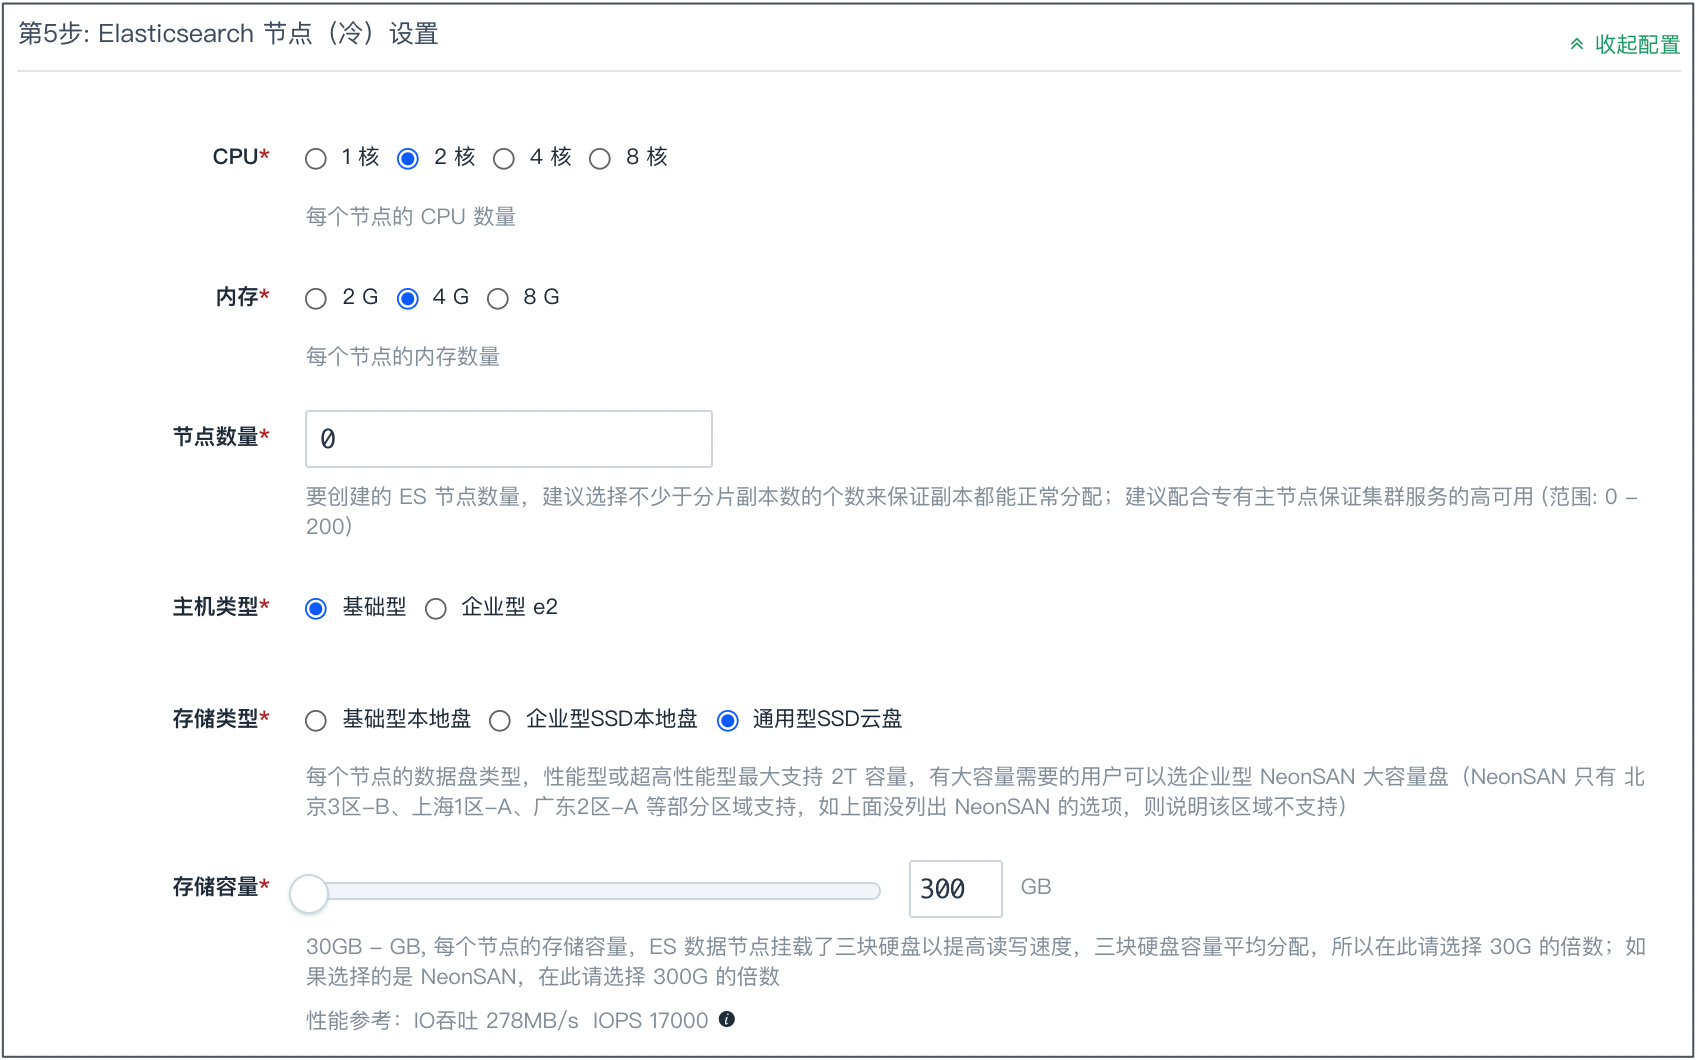 第5步: Elasticsearch 节点（冷）设置
收起配置
CPU* 1 核 2 核 4 核 8 核
每个节点的 CPU 数量
内存* 2 G 4 G 8 G
每个节点的内存数量
节点数量* 0
要创建的 ES 节点数量，建议选择不少于分片副本数的个数来保证副本都能正常分配；建议配合专有主节点保证集群服务的高可用 (范围: 0 –
200)
主机类型* 基础型 企业型 e2
存储类型* 基础型本地盘 企业型SSD本地盘 通用型SSD云盘
每个节点的数据盘类型，性能型或超高性能型最大支持 2T 容量，有大容量需要的用户可以选企业型 NeonSAN 大容量盘（NeonSAN 只有 北
京3区-B、上海1区-A、广东2区-A 等部分区域支持，如上面没列出 NeonSAN 的选项，则说明该区域不支持）
存储容量* 300 GB
30GB – GB, 每个节点的存储容量，ES 数据节点挂载了三块硬盘以提高读写速度，三块硬盘容量平均分配，所以在此请选择 30G 的倍数；如
果选择的是 NeonSAN，在此请选择 300G 的倍数
性能参考：IO吞吐 278MB/s IOPS 17000